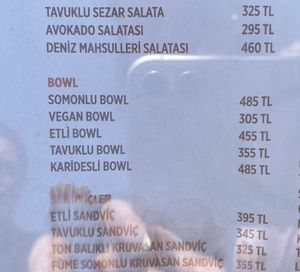 TAVUKLU SEZAR SALATA 325 TL
AVOKADO SALATASI 295 TL
DENİZ MAHSULLERİ SALATASI 460 TL
BOWL
SOMONLU BOWL 485 TL
VEGAN BOWL 305 TL
ETLİ BOWL 455 TL
TAVUKLU BOWL 355 TL
KARİDESLİ BOWL 485 TL
ETLİ SANDVİÇ 395 TL
TAVUKLU SANDVİÇ 345 TL
TON BALIKLI KRUVASAN SANDVİÇ 325 TL
FÜME SOMONLU KRUVASAN SANDVİÇ 355 TL